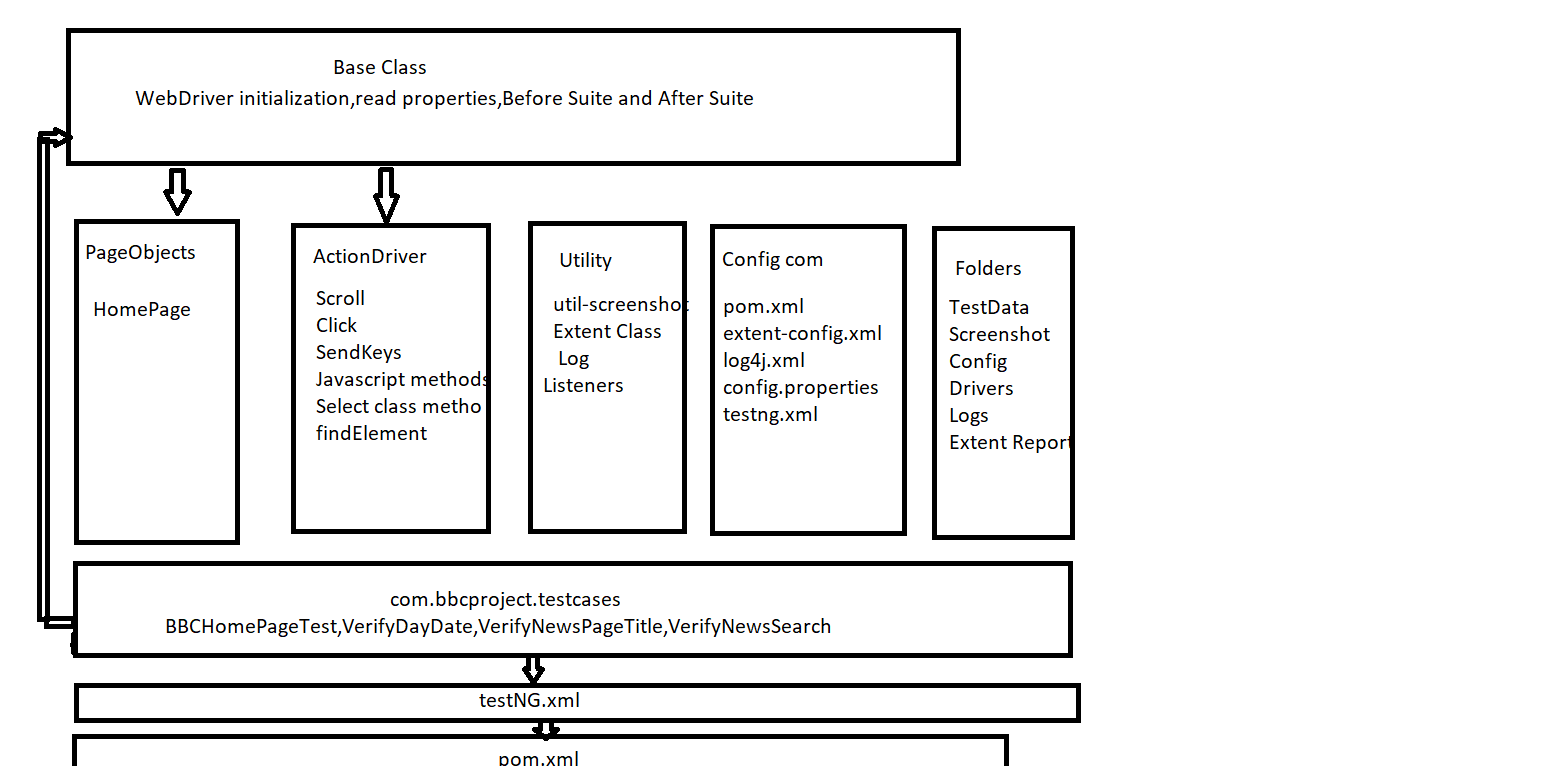 Base Class
WebDriver initialization,read properties,Before Suite and After Suite
PageObjects
HomePage
ActionDriver
Scroll
Click
SendKeys
Javascript methods
Select class metho
findElement
Utility
util-screenshot
Extent Class
Log
Listeners
Config com
pom.xml
extent-config.xml
log4j.xml
config.properties
testng.xml
Folders
TestData
Screenshot
Config
Drivers
Logs
Extent Report
com.bbcproject.testcases
BBCHomePageTest,VerifyDayDate,VerifyNewsPageTitle,VerifyNewsSearch
testNG.xml
pom.xml